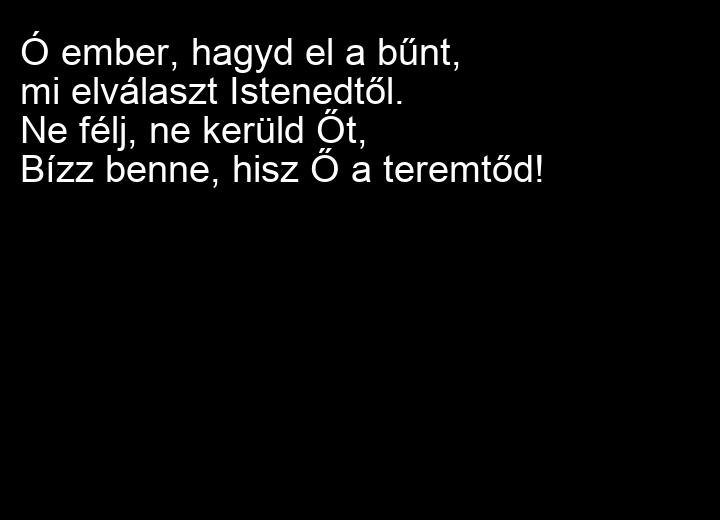 Ó ember, hagyd el a bűnt,
mi elválaszt Istenedtől.
Ne félj, ne kerüld Őt,
Bízz benne, hisz Ő a teremtőd!